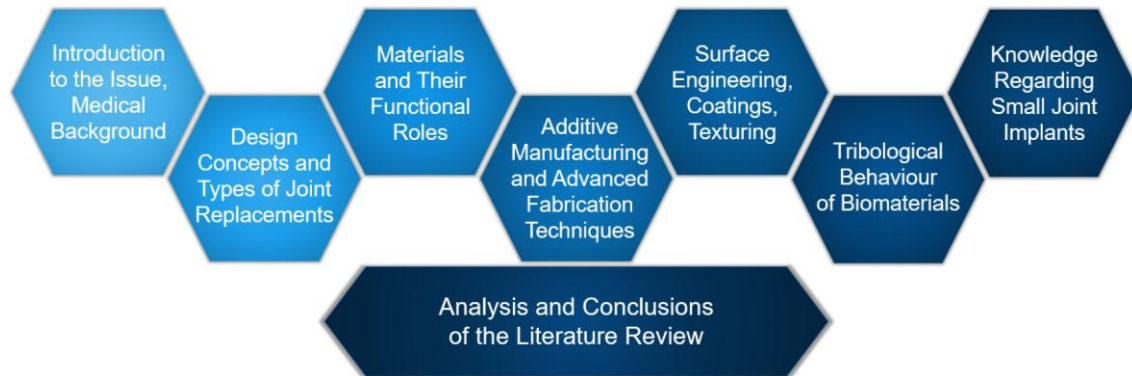 Introduction
to the Issue,
Medical
Background
Design
Concepts and
Types of Joint
Replacements
Materials
and Their
Functional
Roles
Additive
Manufacturing
and Advanced
Fabrication
Techniques
Surface
Engineering,
Coatings,
Texturing
Tribological
Behaviour
of Biomaterials
Knowledge
Regarding
Small Joint
Implants
Analysis and Conclusions
of the Literature Review